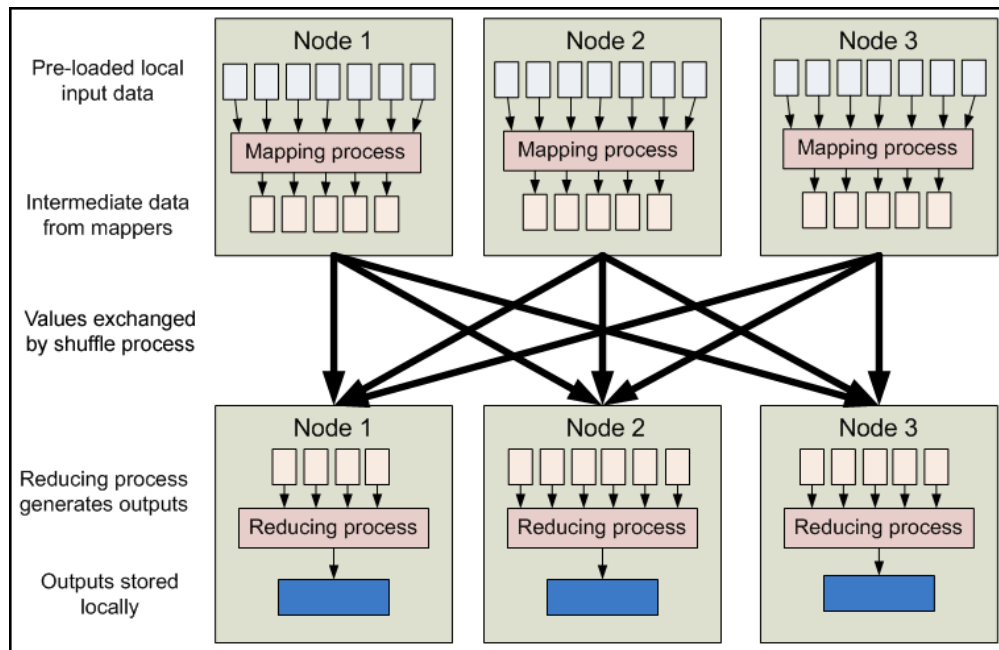 Node 1
Node 2
Node 3
Pre-loaded local
input data
Mapping process
Mapping process
Mapping process
Intermediate data
from mappers
Values exchanged
by shuffle process
Node 1
Node 2
Node 3
Reducing process
generates outputs
Reducing process
Reducing process
Reducing process
Outputs stored
locally